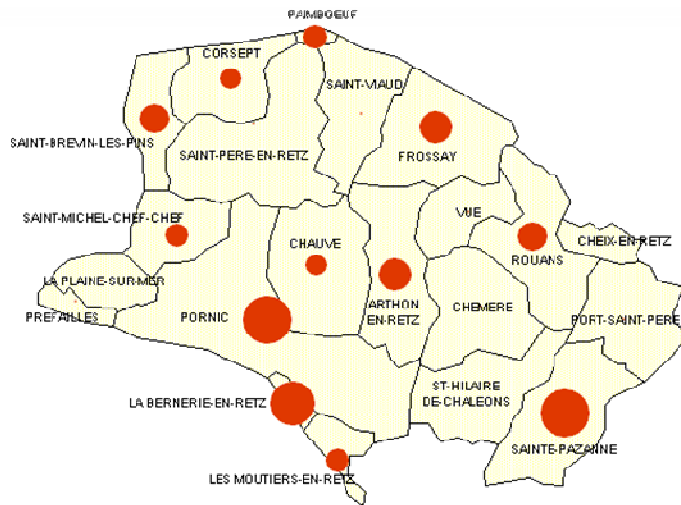 PAIMBOEUF
CORSEPT
SAINT-VIAUD
SAINT-BREVIN-LES-PINS
SAINT-PERE-EN-RETZ
FROSSAY
SAINT-MICHEL-CHEF-CHEF
VUE
CHAUVE
CHEIX-EN-RETZ
ROUANS
LA PLAINE-SUR-MER
ARTHON
EN-RETZ
CHEMERE
PREFAILLES
PORNIC
PORT-SAINT-PERE
ST-HILAIRE
DE-CHALEONS
LA BERNERIE-EN-RETZ
SAINTE-PAZANNE
LES MOUTIERS-EN-RETZ